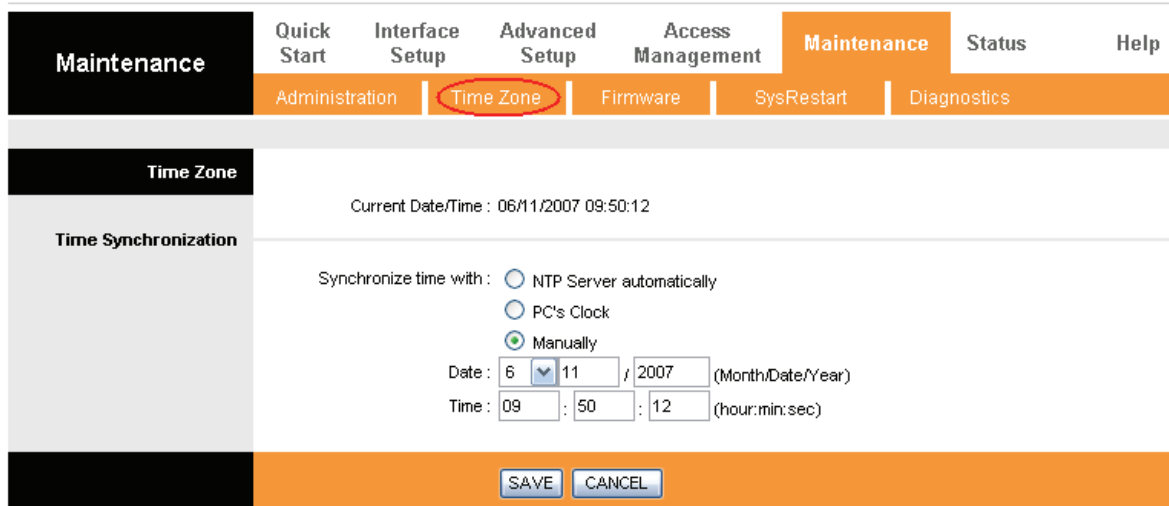 Maintenance
Quick Start
Interface Setup
Advanced Setup
Access Management
Maintenance
Status
Help
Administration
Time Zone
Firmware
SysRestart
Diagnostics
Time Zone
Current Date/Time : 06/11/2007 09:50:12
Time Synchronization
Synchronize time with : NTP Server automatically
PC's Clock
Manually
Date : 6 11 / 2007 (Month/Date/Year)
Time : 09 : 50 : 12 (hour:min:sec)
SAVE CANCEL